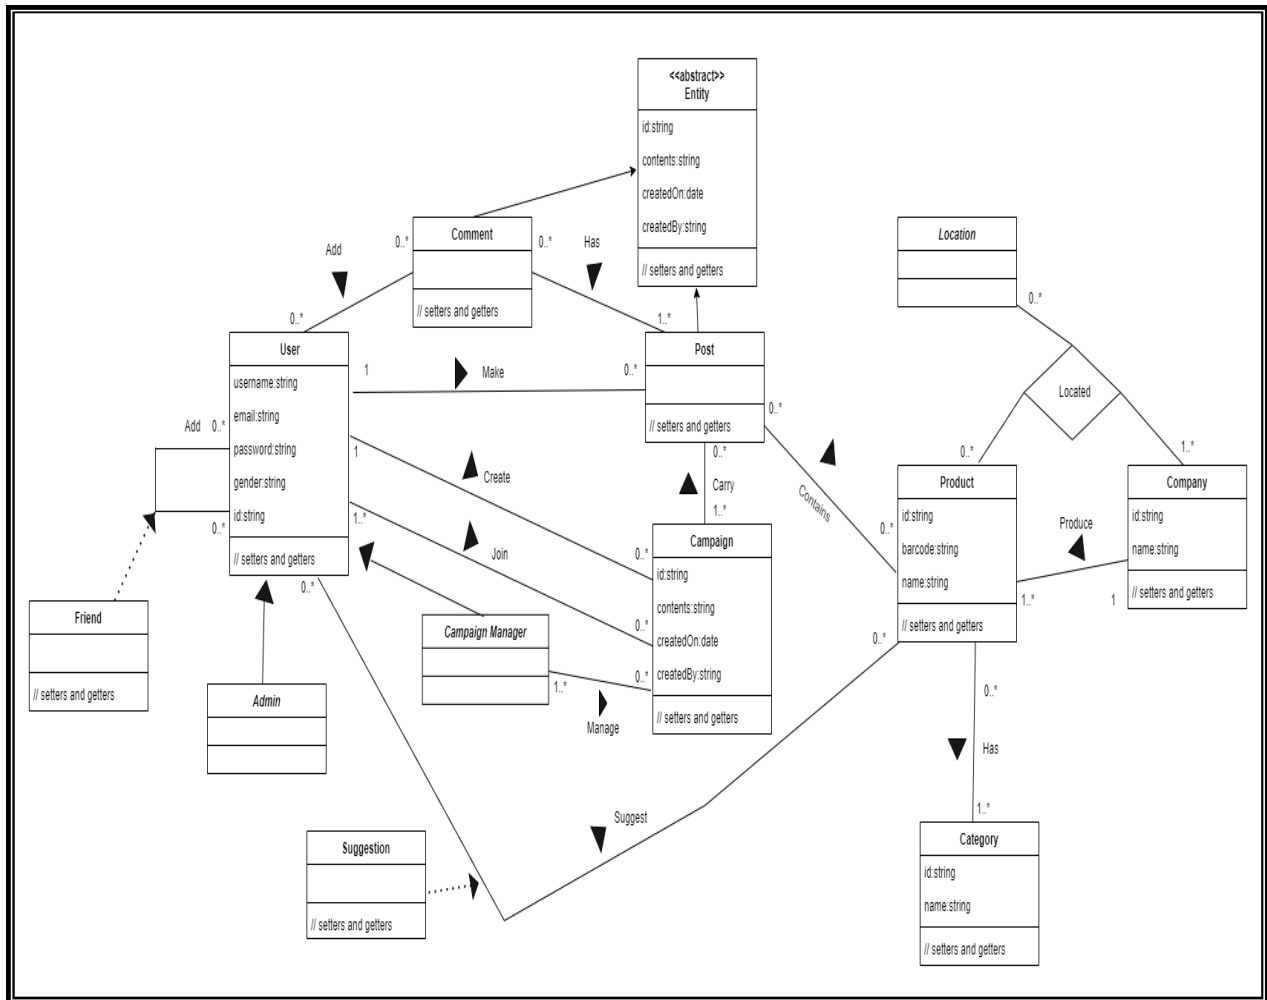 <<abstract>>
Entity
id:string
contents:string
createdOn:date
createdBy:string
// setters and getters
Comment
// setters and getters
0..*
0..*
Add
Has
0..*
1..*
Location
0..*
Located
0..*
1..*
User
username:string
email:string
password:string
gender:string
id:string
// setters and getters
1
Make
0..*
Post
// setters and getters
0..*
0..*
Add
0..*
0..*
1
Create
0..*
1..*
Join
0..*
Carry
1..*
Contains
0..*
Campaign
id:string
contents:string
createdOn:date
createdBy:string
// setters and getters
Product
id:string
barcode:string
name:string
// setters and getters
Company
id:string
name:string
// setters and getters
Produce
1..*
1
Friend
// setters and getters
Admin
Campaign Manager
1..*
0..*
Manage
0..*
0..*
Suggest
Suggestion
// setters and getters
0..*
Has
1..*
Category
id:string
name:string
// setters and getters